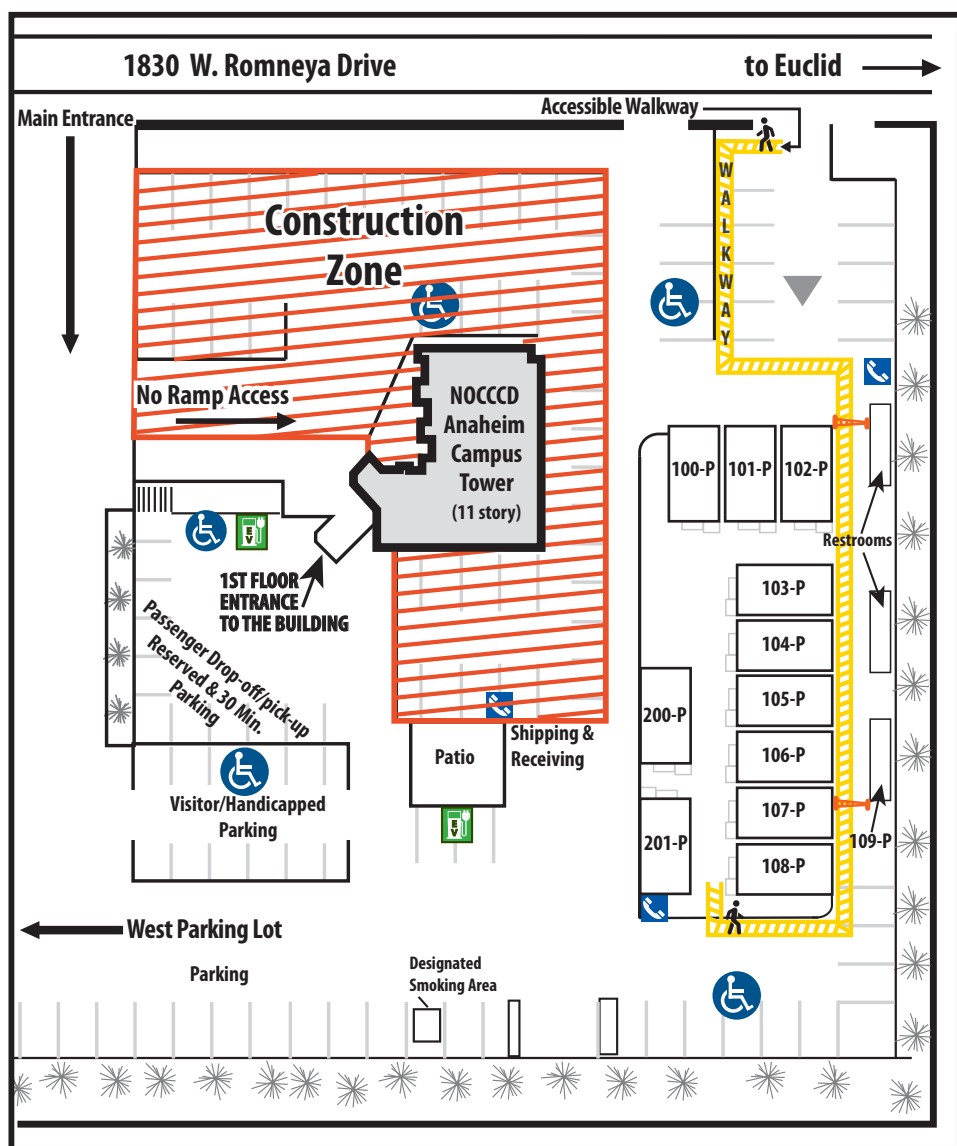 1830 W. Romneya Drive
to Euclid
Main Entrance
Accessible Walkway
WALKWAY
Construction
Zone
No Ramp Access
NOCCCD
Anaheim
Campus
Tower
(11 story)
100-P
101-P
102-P
Restrooms
EV
1ST FLOOR
ENTRANCE
TO THE BUILDING
103-P
104-P
105-P
106-P
107-P
108-P
109-P
200-P
201-P
Passenger Drop-off/pick-up
Reserved & 30 Min.
Parking
Shipping &
Receiving
Patio
EV
Visitor/Handicapped
Parking
West Parking Lot
Parking
Designated
Smoking Area